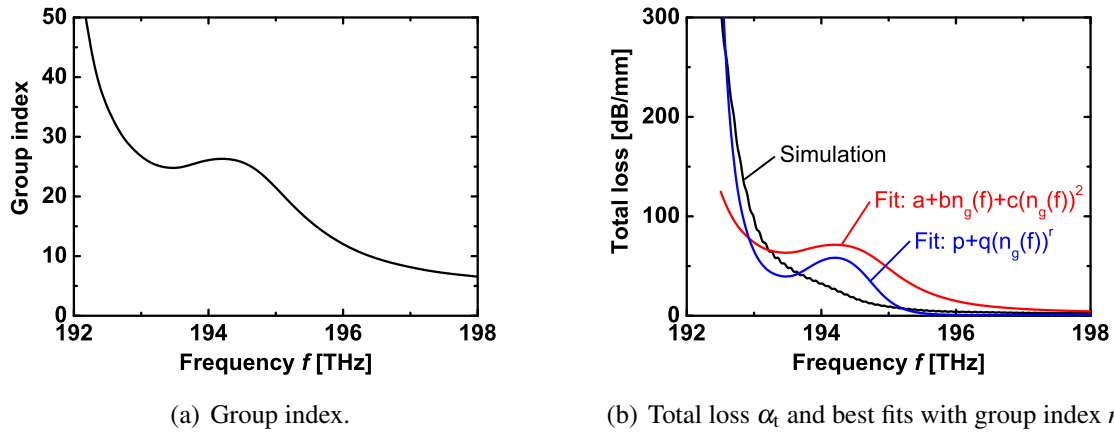 50
40
30
20
10
0
Group index
192
194
196
198
Frequency f [THz]
300
200
100
0
Total loss [dB/mm]
Simulation
Fit: a+bn_g(f)+c(n_g(f))^2
Fit: p+q(n_g(f))^r
192
194
196
198
Frequency f [THz]
(a) Group index.
(b) Total loss α_t and best fits with group index